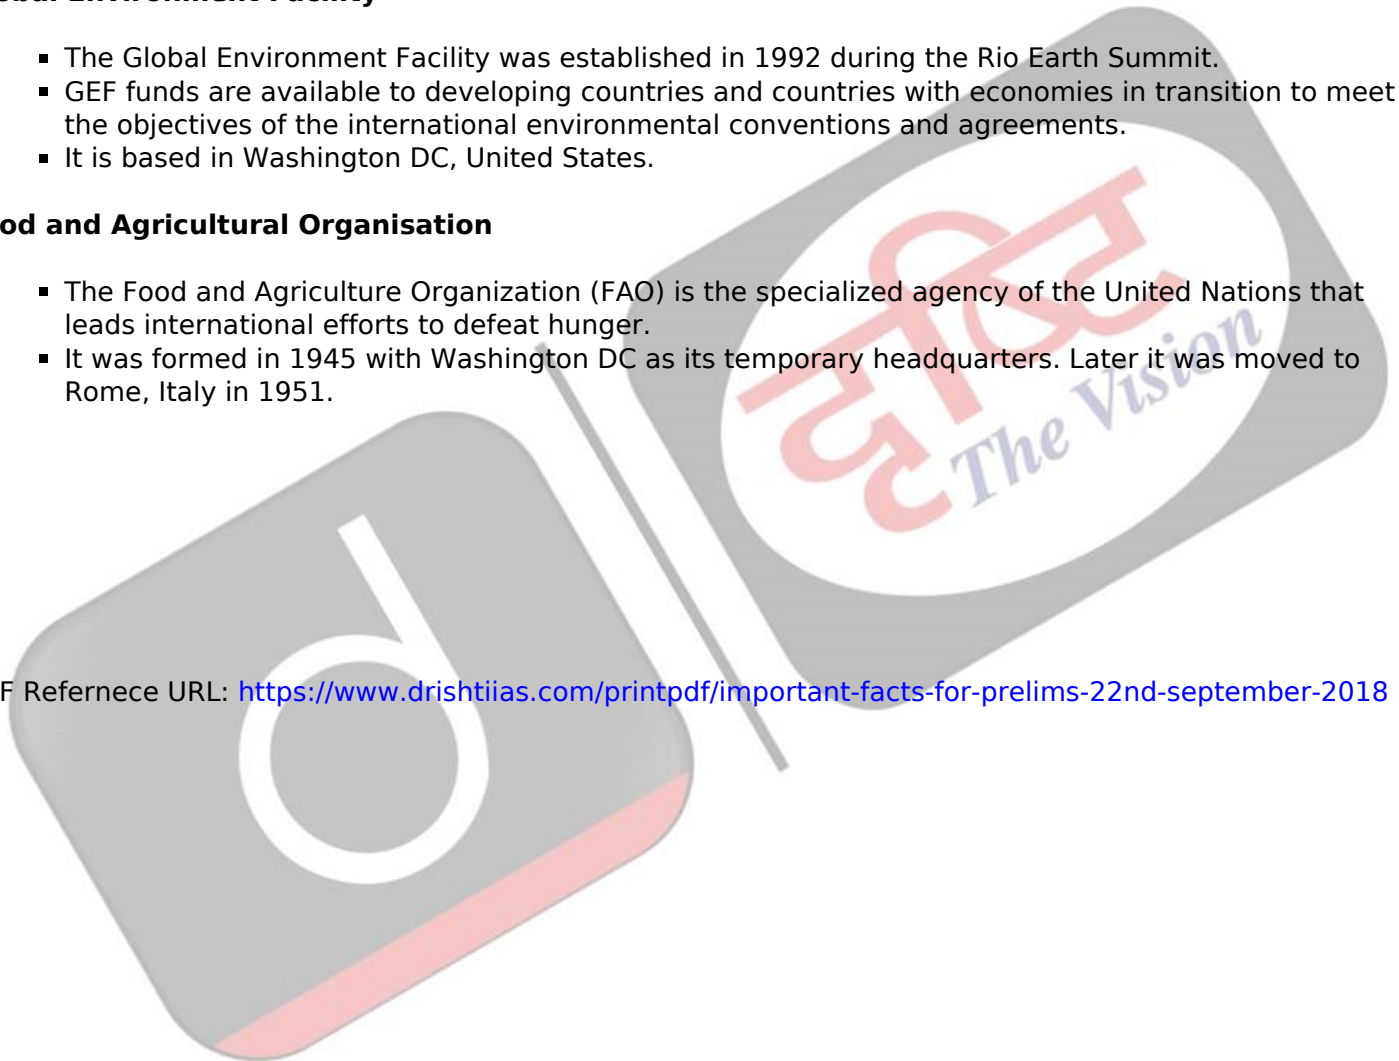 obal Environment Facility
The Global Environment Facility was established in 1992 during the Rio Earth Summit.
GEF funds are available to developing countries and countries with economies in transition to meet
the objectives of the international environmental conventions and agreements.
It is based in Washington DC, United States.
od and Agricultural Organisation
The Food and Agriculture Organization (FAO) is the specialized agency of the United Nations that
leads international efforts to defeat hunger.
It was formed in 1945 with Washington DC as its temporary headquarters. Later it was moved to
Rome, Italy in 1951.
दृष्टि
The Vision
d
F Refernece URL: https://www.drishtiias.com/printpdf/important-facts-for-prelims-22nd-september-2018